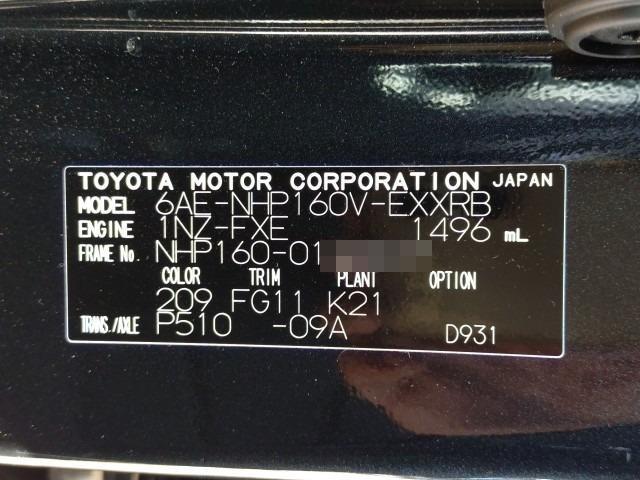 TOYOTA MOTOR CORPORATION JAPAN
MODEL 6AE-NHP160V-EXXRB
ENGINE 1NZ-FXE 1496 mL
FRAME No. NHP160-01
COLOR TRIM PLANT OPTION
209 FG11 K21
TRANS./AXLE P510 -09A D931